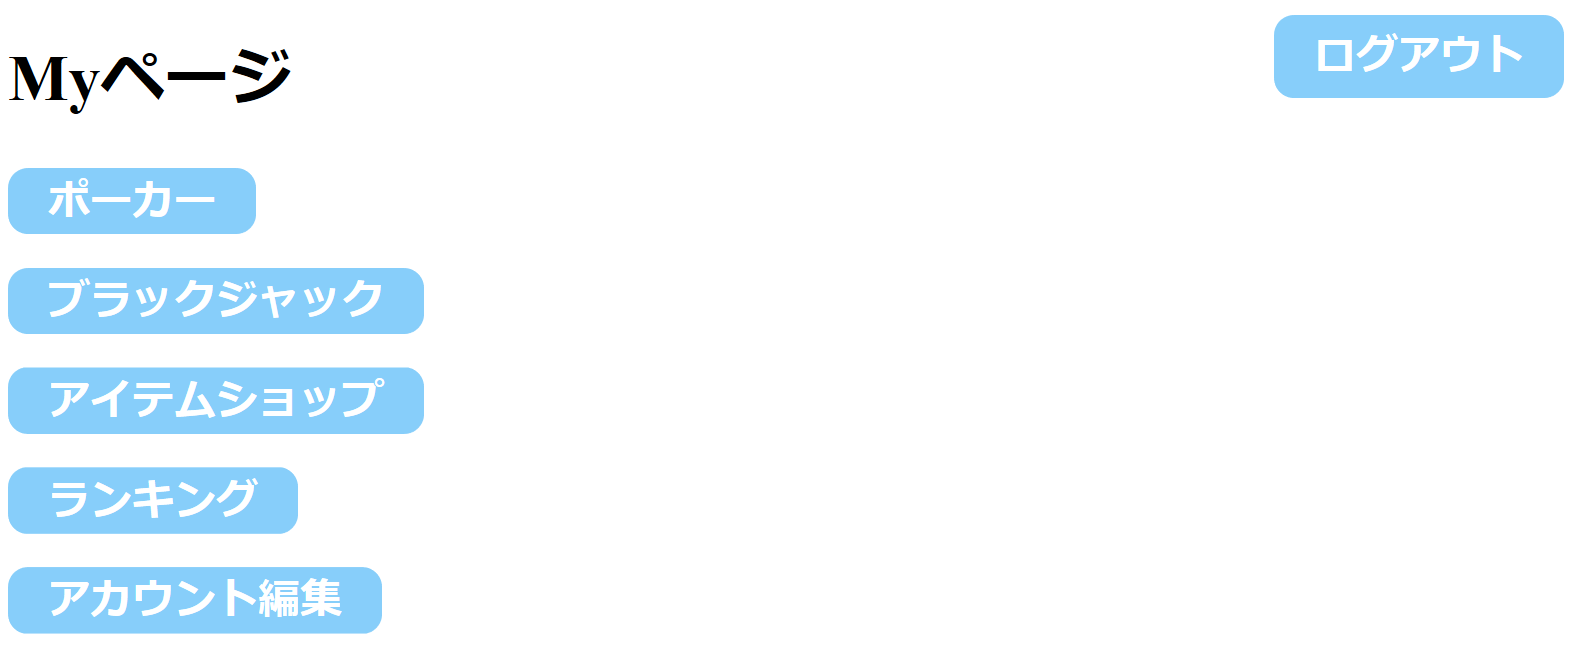 Myページ
ログアウト
ポーカー
ブラックジャック
アイテムショップ
ランキング
アカウント編集